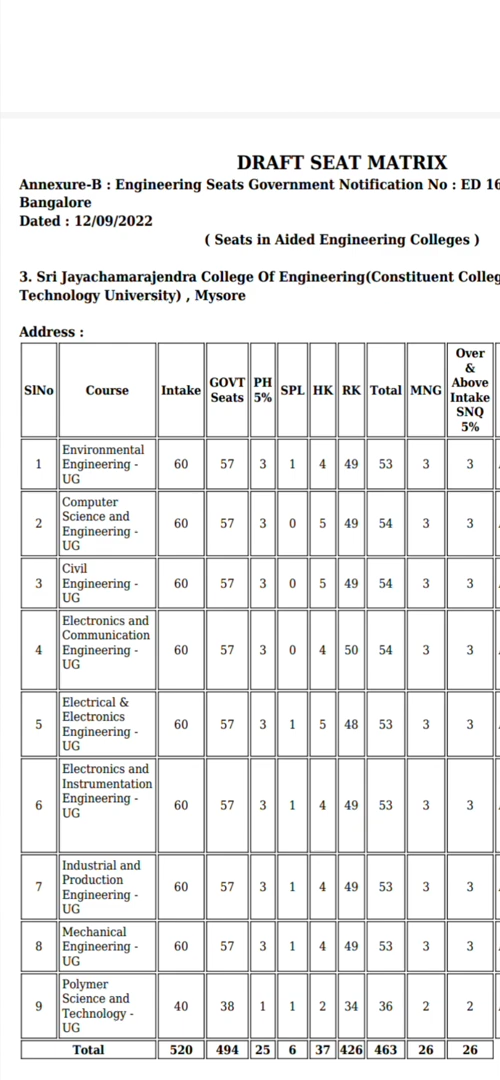 DRAFT SEAT MATRIX
Annexure-B : Engineering Seats Government Notification No : ED 16
Bangalore
Dated : 12/09/2022
( Seats in Aided Engineering Colleges )
3. Sri Jayachamarajendra College Of Engineering(Constituent Colleg
Technology University) , Mysore
Address :
SlNo Course Intake GOVT Seats PH 5% SPL HK RK Total MNG Over & Above Intake SNQ 5%
1 Environmental Engineering - UG 60 57 3 1 4 49 53 3 3
2 Computer Science and Engineering - UG 60 57 3 0 5 49 54 3 3
3 Civil Engineering - UG 60 57 3 0 5 49 54 3 3
4 Electronics and Communication Engineering - UG 60 57 3 0 4 50 54 3 3
5 Electrical & Electronics Engineering - UG 60 57 3 1 5 48 53 3 3
6 Electronics and Instrumentation Engineering - UG 60 57 3 1 4 49 53 3 3
7 Industrial and Production Engineering - UG 60 57 3 1 4 49 53 3 3
8 Mechanical Engineering - UG 60 57 3 1 4 49 53 3 3
9 Polymer Science and Technology - UG 40 38 1 1 2 34 36 2 2
Total 520 494 25 6 37 426 463 26 26